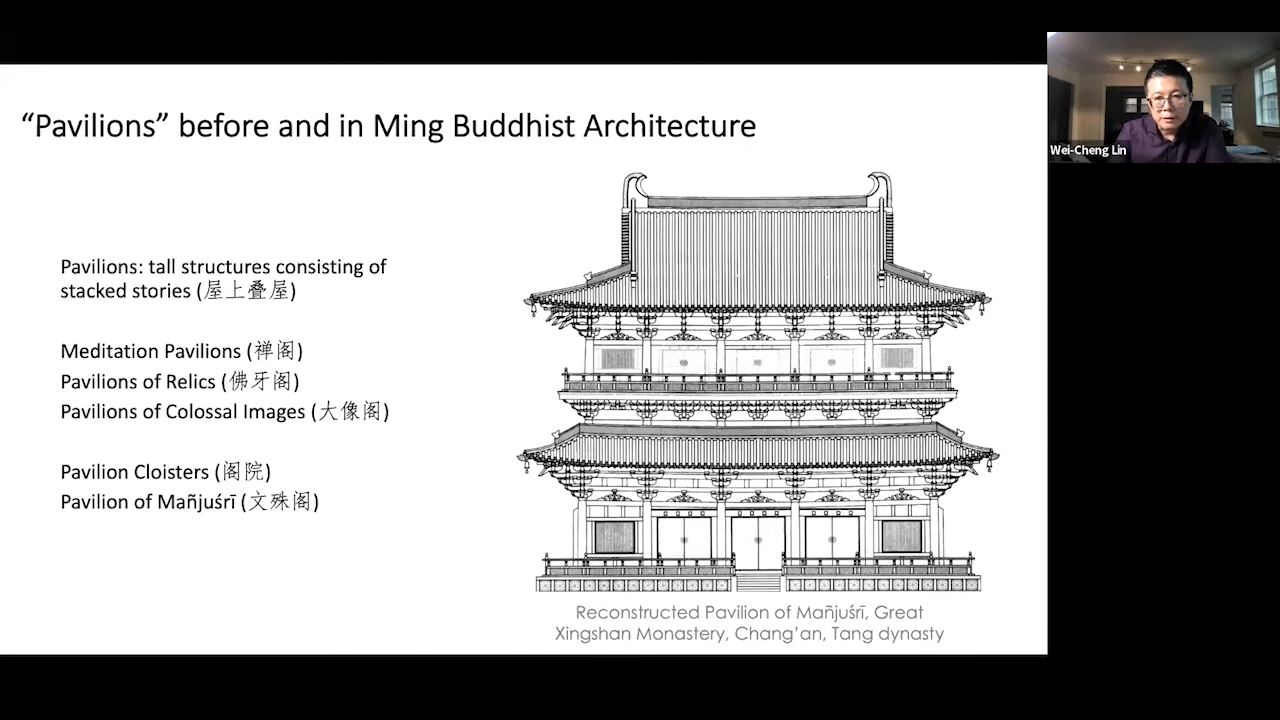 “Pavilions” before and in Ming Buddhist Architecture
Pavilions: tall structures consisting of
stacked stories (屋上叠屋)
Meditation Pavilions (禅阁)
Pavilions of Relics (佛牙阁)
Pavilions of Colossal Images (大像阁)
Pavilion Cloisters (阁院)
Pavilion of Mañjuśrī (文殊阁)
Reconstructed Pavilion of Mañjuśrī, Great
Xingshan Monastery, Chang’an, Tang dynasty
Wei-Cheng Lin